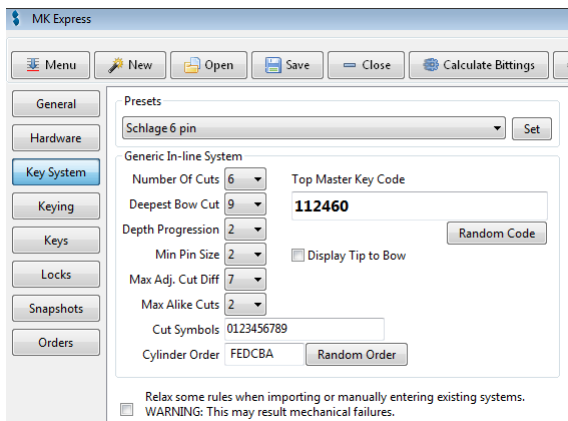 MK Express
Menu New Open Save Close Calculate Bittings
General
Hardware
Key System
Keying
Keys
Locks
Snapshots
Orders
Presets
Schlage 6 pin Set
Generic In-line System
Number Of Cuts 6 Top Master Key Code
Deepest Bow Cut 9 112460
Depth Progression 2 Random Code
Min Pin Size 2 Display Tip to Bow
Max Adj. Cut Diff 7
Max Alike Cuts 2
Cut Symbols 0123456789
Cylinder Order FEDCBA Random Order
Relax some rules when importing or manually entering existing systems.
WARNING: This may result mechanical failures.